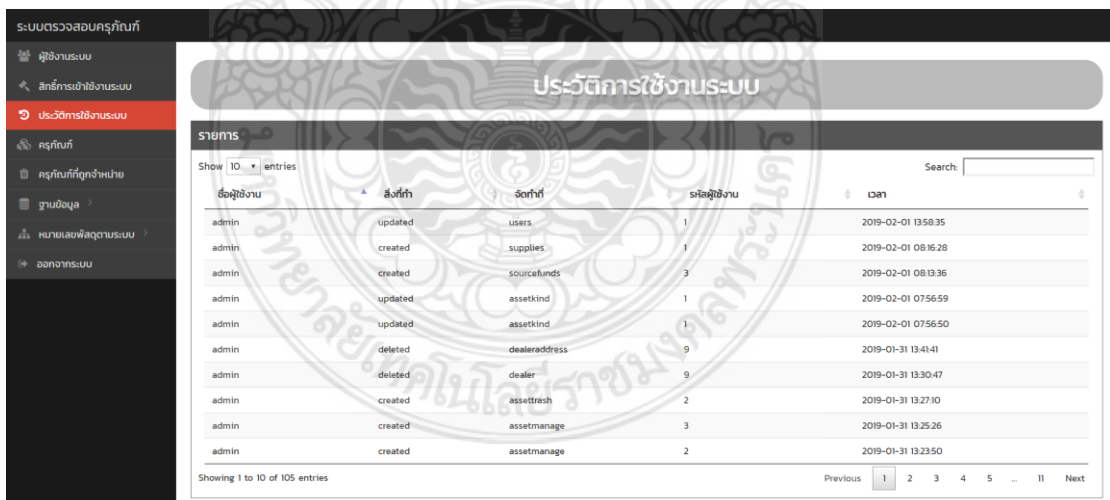 ระบบตรวจสอบครุภัณฑ์
ผู้ใช้งานระบบ
สิทธิ์การเข้าใช้งานระบบ
ประวัติการใช้งานระบบ
ครุภัณฑ์
ครุภัณฑ์ที่ถูกจำหน่าย
ฐานข้อมูล
หมายเลขพัสดุตามระบบ
ออกจากระบบ
ประวัติการใช้งานระบบ
รายการ
Show 10 entries Search:
ชื่อผู้ใช้งาน สิ่งที่ทำ จัดทำที่ รหัสผู้ใช้งาน เวลา
admin updated users 1 2019-02-01 13:58:35
admin created supplies 1 2019-02-01 08:16:28
admin created sourcefunds 3 2019-02-01 08:13:36
admin updated assetkind 1 2019-02-01 07:56:59
admin updated assetkind 1 2019-02-01 07:56:50
admin deleted dealeraddress 9 2019-01-31 13:41:41
admin deleted dealer 9 2019-01-31 13:30:47
admin created assettrash 2 2019-01-31 13:27:10
admin created assetmanage 3 2019-01-31 13:25:26
admin created assetmanage 2 2019-01-31 13:23:50
Showing 1 to 10 of 105 entries Previous 1 2 3 4 5 ... 11 Next